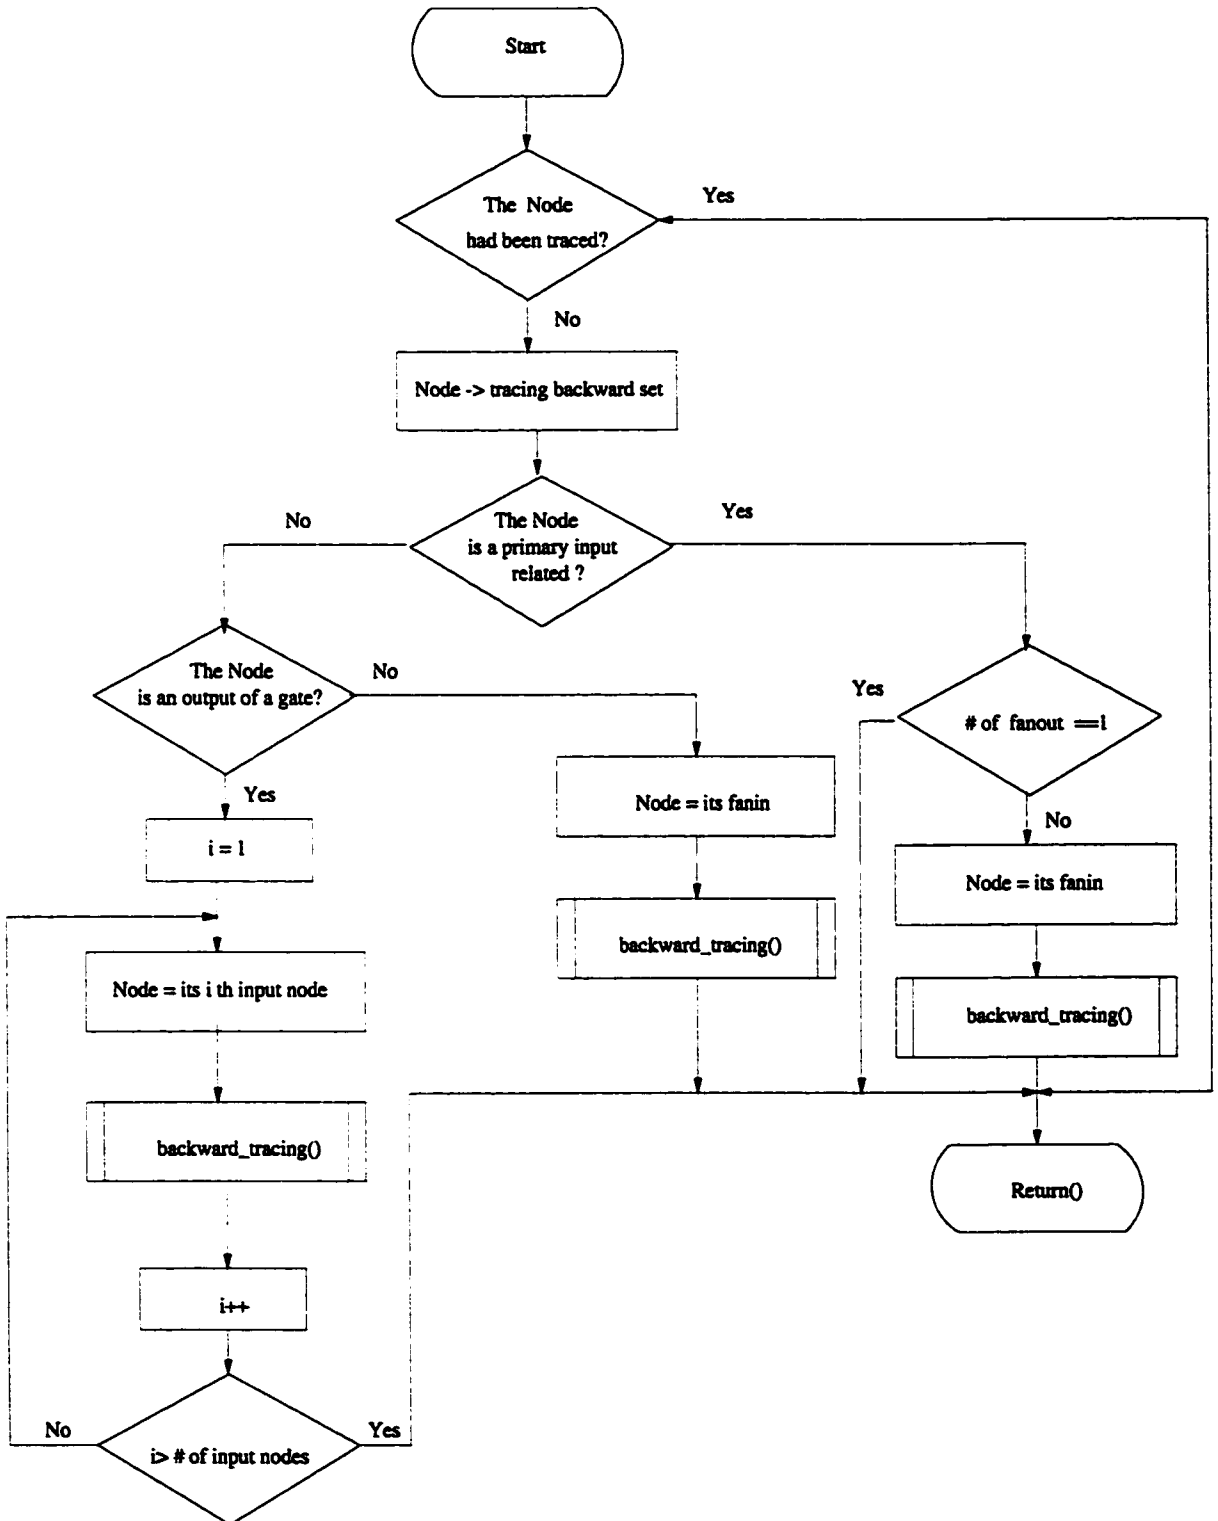 Start
The Node
had been traced?
Yes
No
Node -> tracing backward set
The Node
is a primary input
related ?
No
Yes
The Node
is an output of a gate?
No
Yes
# of fanout ==1
Yes
No
i = 1
Node = its fanin
Node = its fanin
backward_tracing()
Node = its i th input node
backward_tracing()
backward_tracing()
Return()
i++
No
Yes
i> # of input nodes